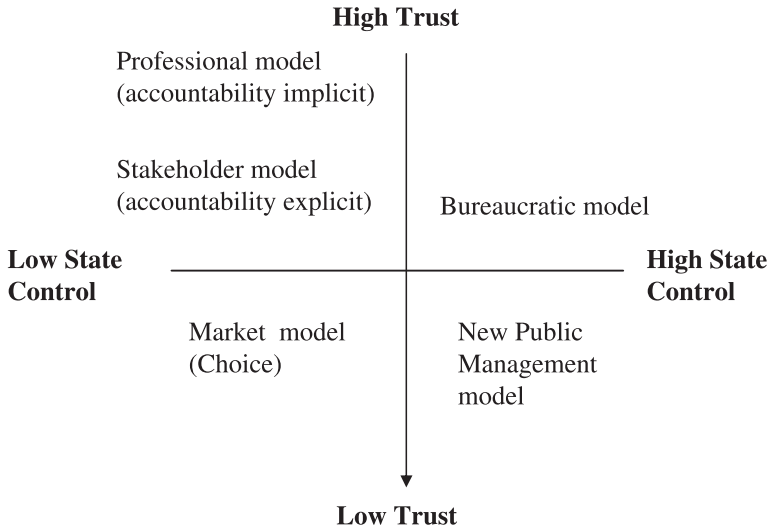 High Trust
Professional model
(accountability implicit)
Stakeholder model
(accountability explicit)
Bureaucratic model
Low State
Control
High State
Control
Market model
(Choice)
New Public
Management
model
Low Trust